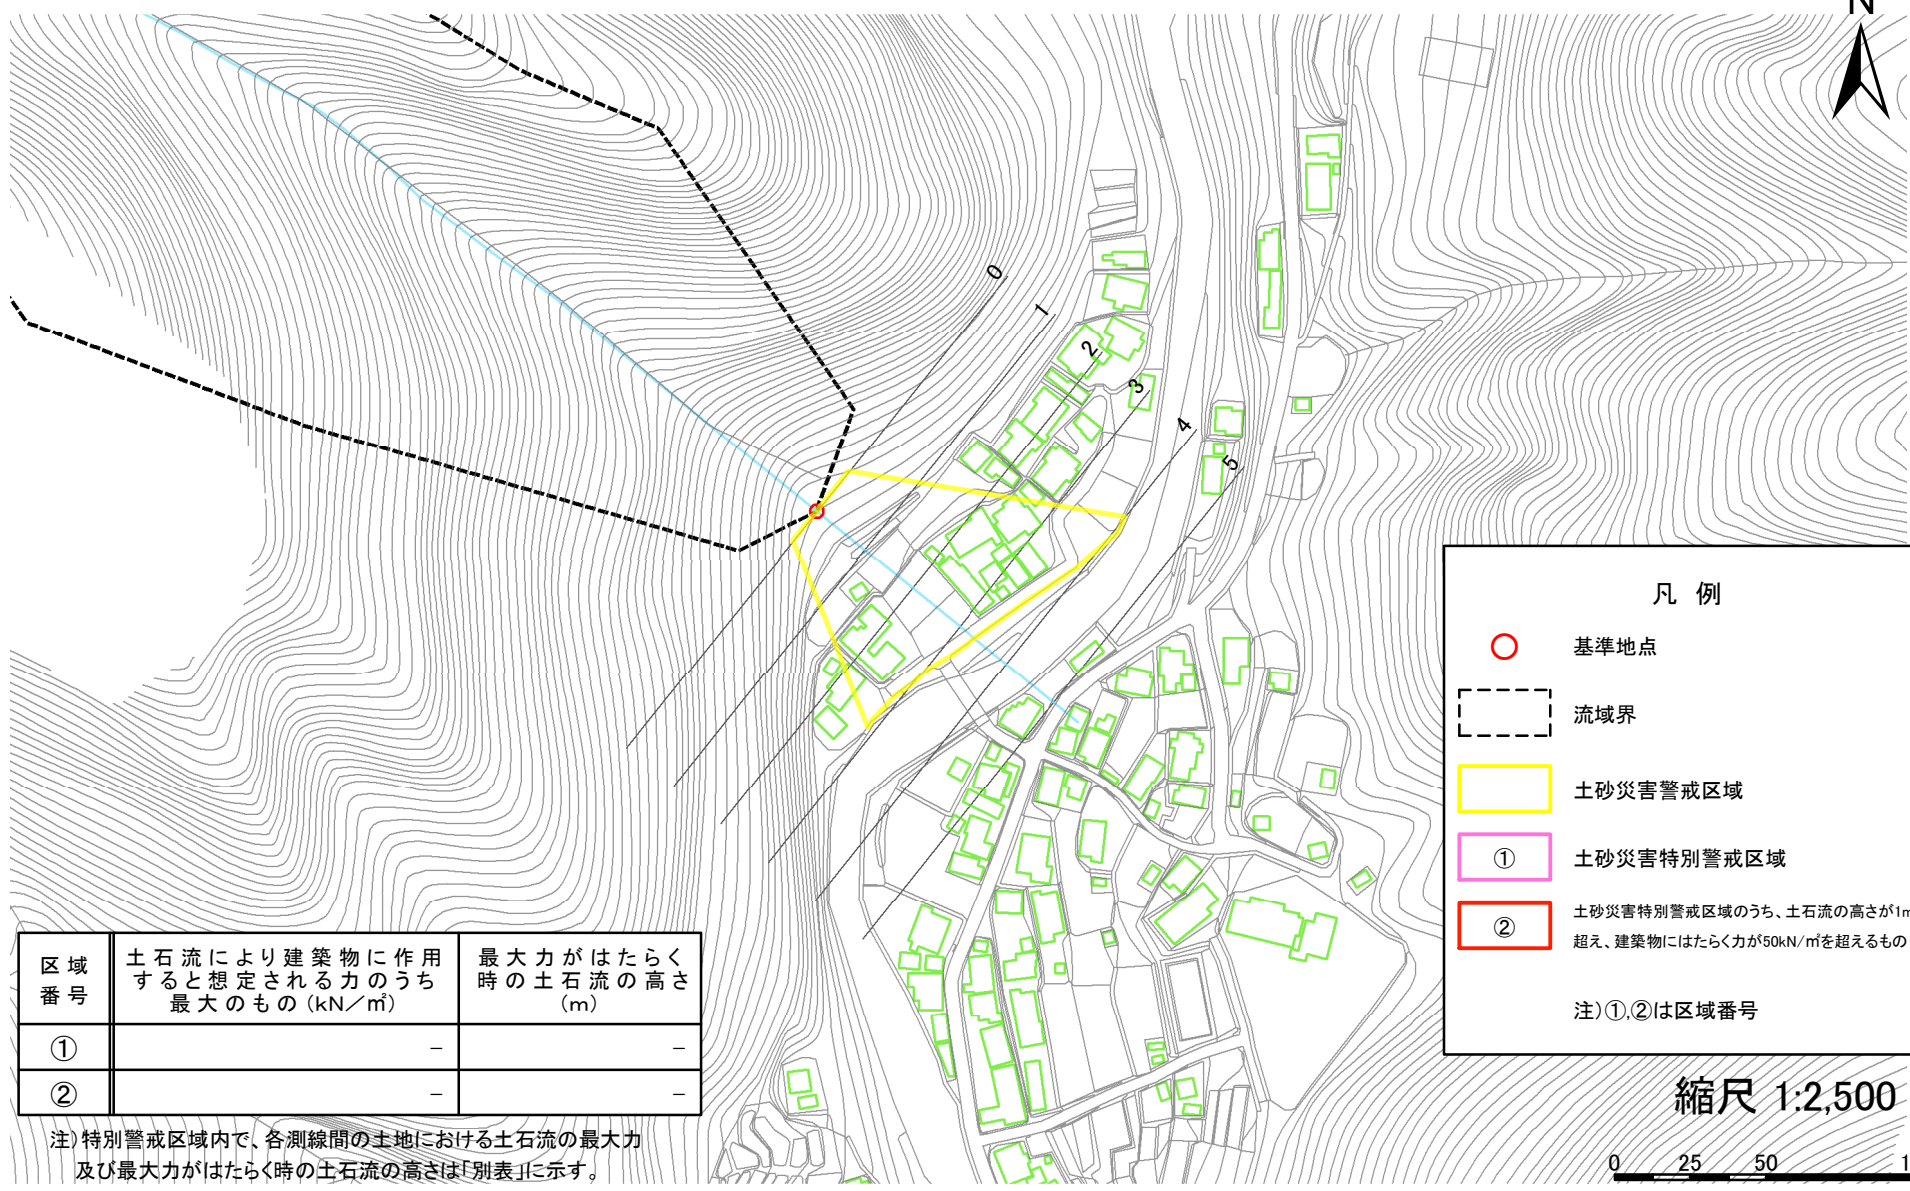 N
0
1
2
3
4
5
凡 例
基準地点
流域界
土砂災害警戒区域
①
土砂災害特別警戒区域
②
土砂災害特別警戒区域のうち、土石流の高さが1m
超え、建築物にはたらく力が50kN/㎡を超えるもの
注)①,②は区域番号
区域
番号
土石流により建築物に作用
すると想定される力のうち
最大のもの(kN/㎡)
最大力がはたらく
時の土石流の高さ
(m)
①
－
－
②
－
－
注)特別警戒区域内で、各測線間の土地における土石流の最大力
及び最大力がはたらく時の土石流の高さは「別表」に示す。
縮尺 1:2,500
0 25 50 1